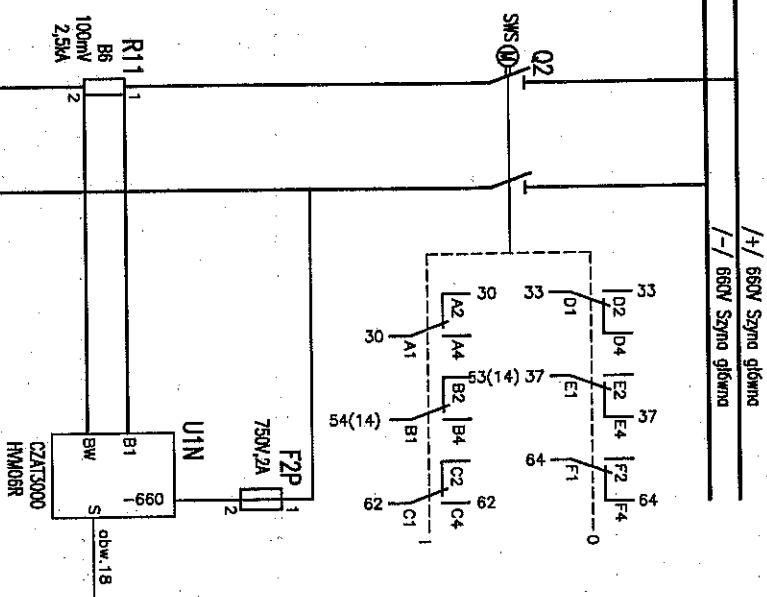 /+/ 660V Szyna główna
/-/ 660V Szyna główna
Q2
SWS M
R11
B6
100mV
2,5kA
1
2
33 D1
D2 33
D4
37 E1
E2
E4 37
64 F1
F2
F4 64
0
30 A1
A2 30
A4
54(14) B1
B2 53(14)
B4
62 C1
C2
C4 62
1
F2P
750V,2A
1
2
U1N
B1
BW
-660
S
CZAT3000
HVM06R
obw.18